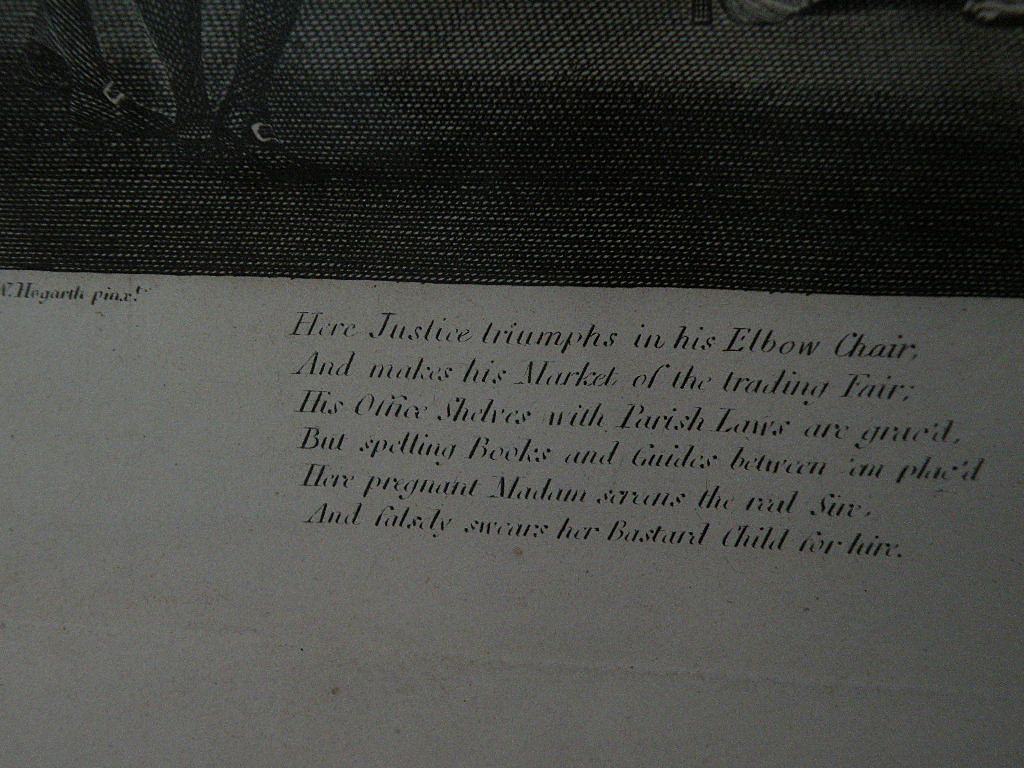 W. Hogarth pinx.t
Here Justice triumphs in his Elbow Chair,
And makes his Market of the trading Fair;
His Office Shelves with Parish Laws are grac'd,
But spelling Books and Guides between 'em plac'd
Here pregnant Madam screens the real Sire,
And falsely swears her Bastard Child for hire.